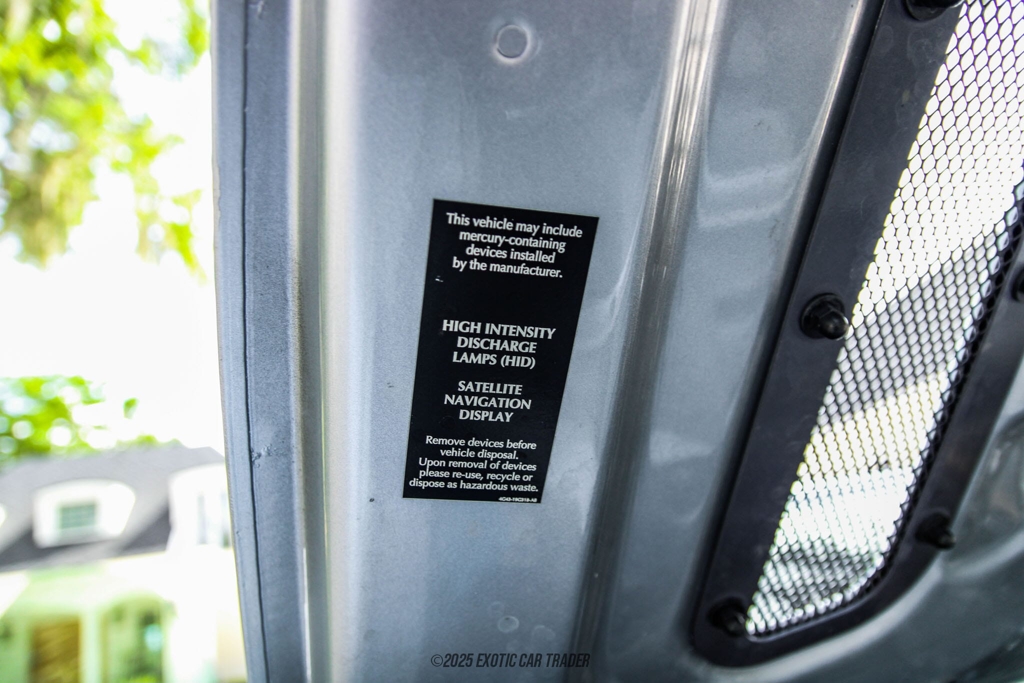 This vehicle may include
mercury-containing
devices installed
by the manufacturer.
HIGH INTENSITY
DISCHARGE
LAMPS (HID)
SATELLITE
NAVIGATION
DISPLAY
Remove devices before
vehicle disposal.
Upon removal of devices
please re-use, recycle or
dispose as hazardous waste.
©2025 EXOTIC CAR TRADER